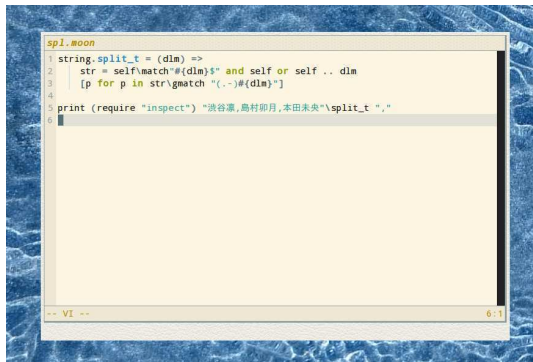 spl.moon
1 string.split_t = (dlm) =>
2 str = self\match"#{dlm}$" and self or self .. dlm
3 [p for p in str\gmatch "(.-)#{dlm}"]
4
5 print (require "inspect") "渋谷凛,島村卯月,本田未央"\split_t ","
6
-- VI --
6:1